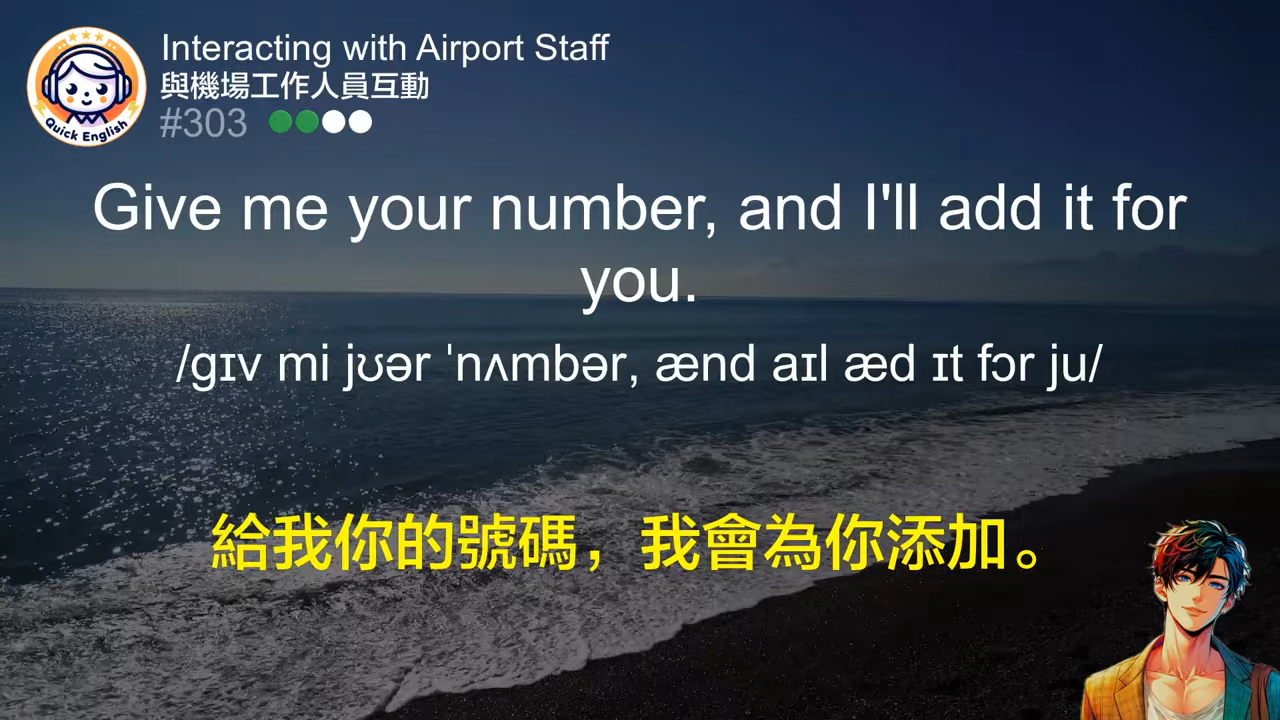 Interacting with Airport Staff
與機場工作人員互動
#303
Quick English
Give me your number, and I'll add it for
you.
/ɡɪv mi jʊər ˈnʌmbər, ænd aɪl æd ɪt fɔr ju/
給我你的號碼，我會為你添加。